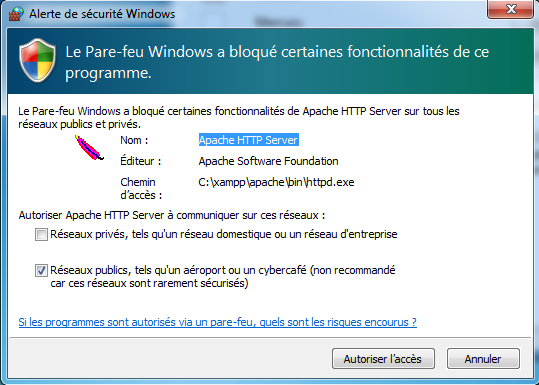 Alerte de sécurité Windows
Le Pare-feu Windows a bloqué certaines fonctionnalités de ce
programme.
Le Pare-feu Windows a bloqué certaines fonctionnalités de Apache HTTP Server sur tous les
réseaux publics et privés.
Nom : Apache HTTP Server
Éditeur : Apache Software Foundation
Chemin C:\xampp\apache\bin\httpd.exe
d'accès :
Autoriser Apache HTTP Server à communiquer sur ces réseaux :
Réseaux privés, tels qu'un réseau domestique ou un réseau d'entreprise
Réseaux publics, tels qu'un aéroport ou un cybercafé (non recommandé
car ces réseaux sont rarement sécurisés)
Si les programmes sont autorisés via un pare-feu, quels sont les risques encourus ?
Autoriser l'accès Annuler